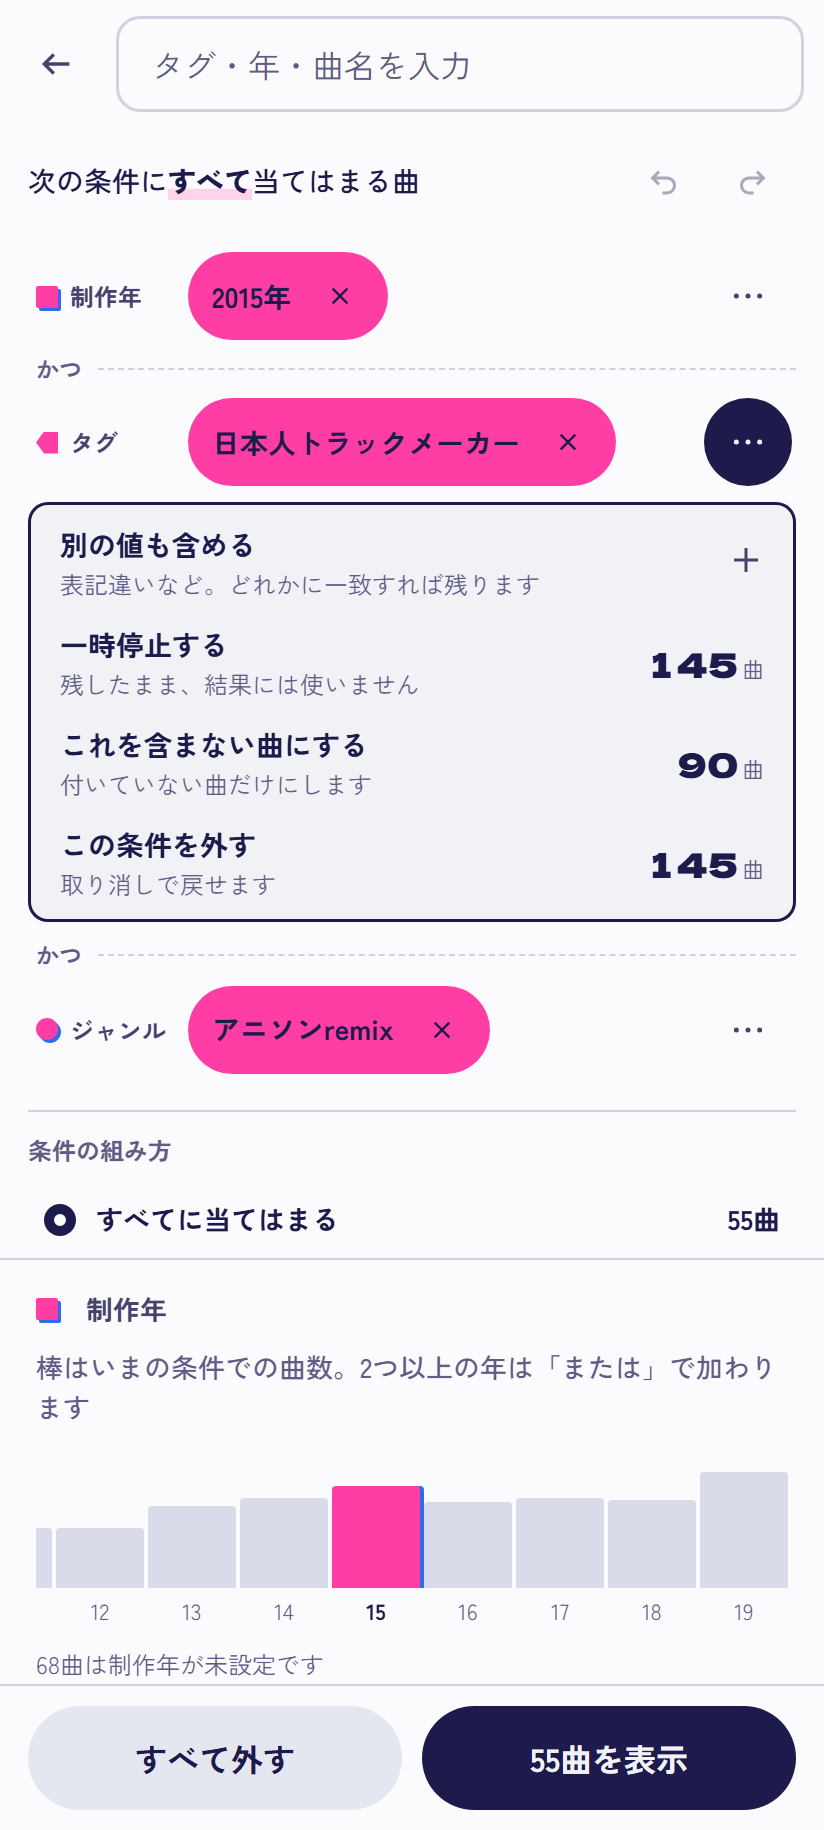 タグ・年・曲名を入力
次の条件にすべて当てはまる曲
制作年
2015年
かつ
タグ
日本人トラックメーカー
別の値も含める
表記違いなど。どれかに一致すれば残ります
一時停止する
残したまま、結果には使いません
145曲
これを含まない曲にする
付いていない曲だけにします
90曲
この条件を外す
取り消しで戻せます
145曲
かつ
ジャンル
アニソンremix
条件の組み方
すべてに当てはまる
55曲
制作年
棒はいまの条件での曲数。2つ以上の年は「または」で加わり
ます
12 13 14 15 16 17 18 19
68曲は制作年が未設定です
すべて外す
55曲を表示